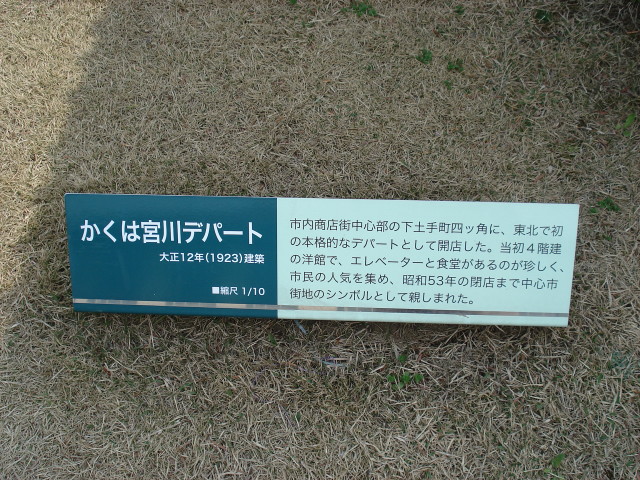 かくは宮川デパート
大正12年(1923)建築
■縮尺 1/10
市内商店街中心部の下土手町四ッ角に、東北で初
の本格的なデパートとして開店した。当初4階建
の洋館で、エレベーターと食堂があるのが珍しく、
市民の人気を集め、昭和53年の閉店まで中心市
街地のシンボルとして親しまれた。